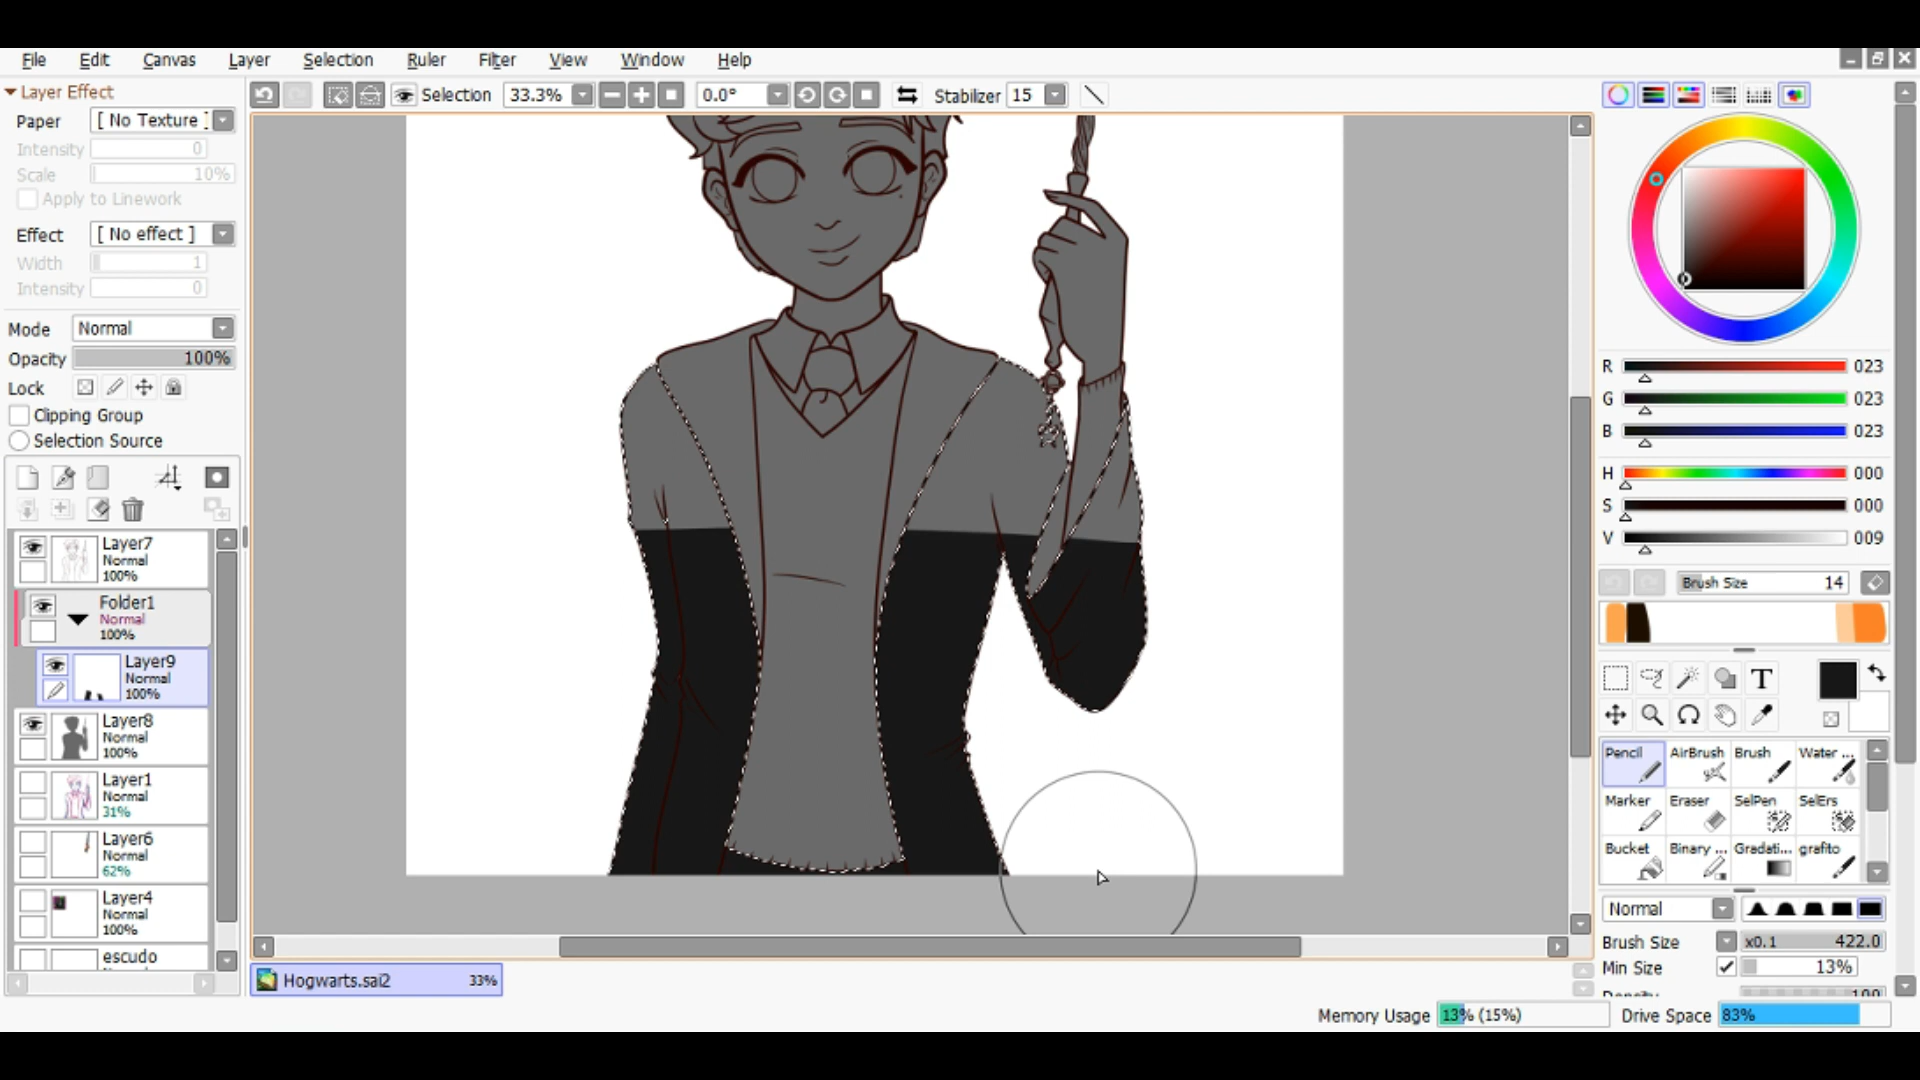 File Edit Canvas Layer Selection Ruler Filter View Window Help
Layer Effect
Paper [ No Texture ]
Intensity 0
Scale 10%
Apply to Linework
Effect [ No effect ]
Width 1
Intensity 0
Mode Normal
Opacity 100%
Lock
Clipping Group
Selection Source
Layer7
Normal
100%
Folder1
Normal
100%
Layer9
Normal
100%
Layer8
Normal
100%
Layer1
Normal
31%
Layer6
Normal
62%
Layer4
Normal
100%
escudo
Selection 33.3% 0.0° Stabilizer 15
Hogwarts.sai2 33%
R 023
G 023
B 023
H 000
S 000
V 009
Brush Size 14
T
Pencil AirBrush Brush Water ...
Marker Eraser SelPen SelErs
Bucket Binary ... Gradati... grafito
Normal
Brush Size x0.1 422.0
Min Size 13%
Density 100
Memory Usage 13% (15%) Drive Space 83%